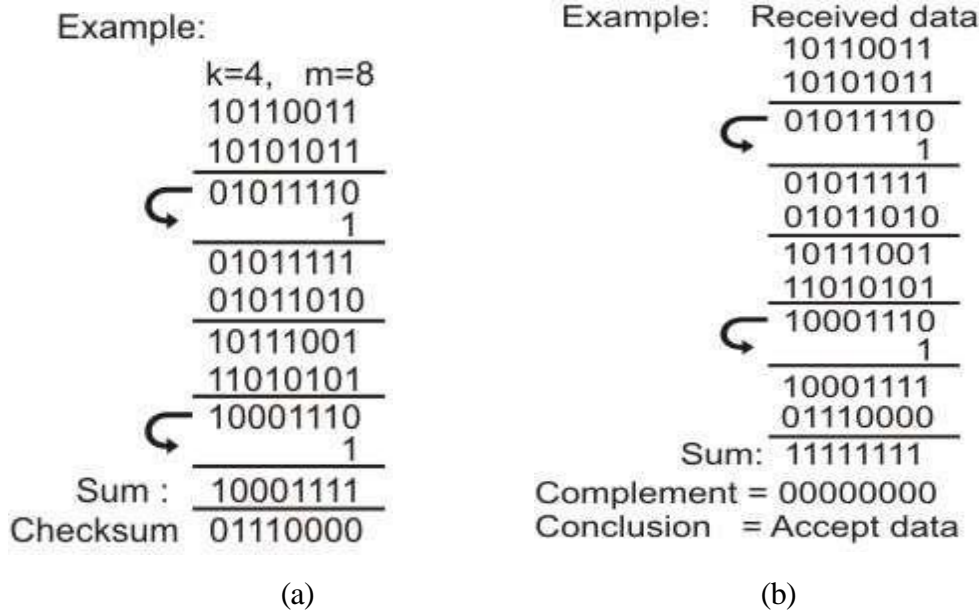 Example:
k=4, m=8
10110011
10101011
01011110
1
01011111
01011010
10111001
11010101
10001110
1
Sum : 10001111
Checksum 01110000
(a)
Example: Received data
10110011
10101011
01011110
1
01011111
01011010
10111001
11010101
10001110
1
10001111
01110000
Sum: 11111111
Complement = 00000000
Conclusion = Accept data
(b)